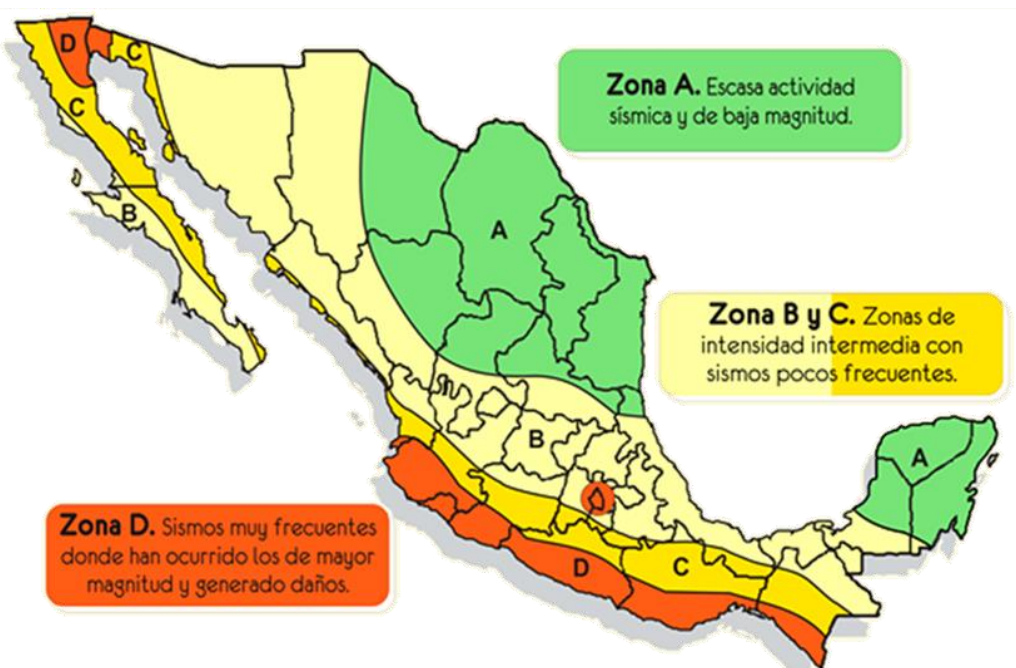 D
C
C
Zona A. Escasa actividad
sísmica y de baja magnitud.
B
A
Zona B y C. Zonas de
intensidad intermedia con
sismos pocos frecuentes.
B
A
Zona D. Sismos muy frecuentes
donde han ocurrido los de mayor
magnitud y generado daños.
D
C